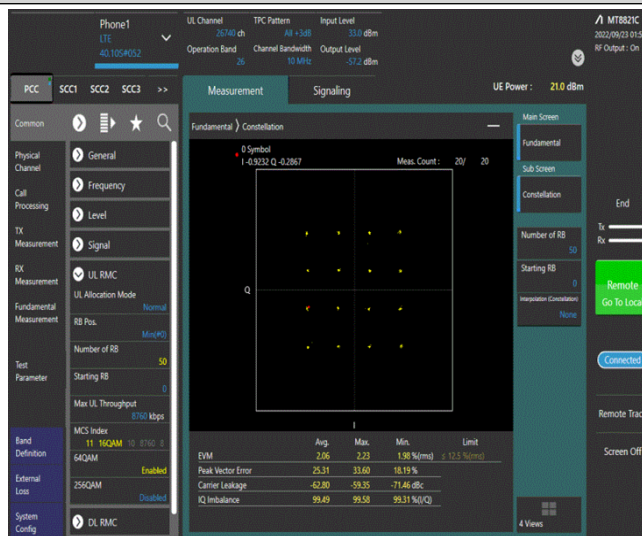 Phone1
LTE
40.105#052
UL Channel TPC Pattern Input Level
26740 ch All +3dB 33.0 dBm
Operation Band Channel Bandwidth Output Level
26 10 MHz -57.2 dBm
MT8821C
2022/09/23 01:5
RF Output : On
PCC SCC1 SCC2 SCC3 >>
Measurement Signaling
UE Power : 21.0 dBm
Common
Physical
Channel
Call
Processing
TX
Measurement
RX
Measurement
Fundamental
Measurement
Test
Parameter
Band
Definition
External
Loss
System
Config
General
Frequency
Level
Signal
UL RMC
UL Allocation Mode
Normal
RB Pos.
Min(#0)
Number of RB
50
Starting RB
0
Max UL Throughput
8760 kbps
MCS Index
11 16QAM 10 8760 8
64QAM
Enabled
256QAM
Disabled
DL RMC
Fundamental Constellation
0 Symbol
I -0.9232 Q -0.2867 Meas. Count : 20/ 20
Q
I
Avg. Max. Min. Limit
EVM 2.06 2.23 1.98 %(rms) ≤ 12.5 %(rms)
Peak Vector Error 25.31 33.60 18.19 %
Carrier Leakage -62.80 -59.35 -71.46 dBc
IQ Imbalance 99.49 99.58 99.31 %(I/Q)
Main Screen
Fundamental
Sub Screen
Constellation
Number of RB
50
Starting RB
0
Interpolation (Constellation)
None
4 Views
End
Tx
Rx
Remote
Go To Loca
Connected
Remote Trac
Screen Off